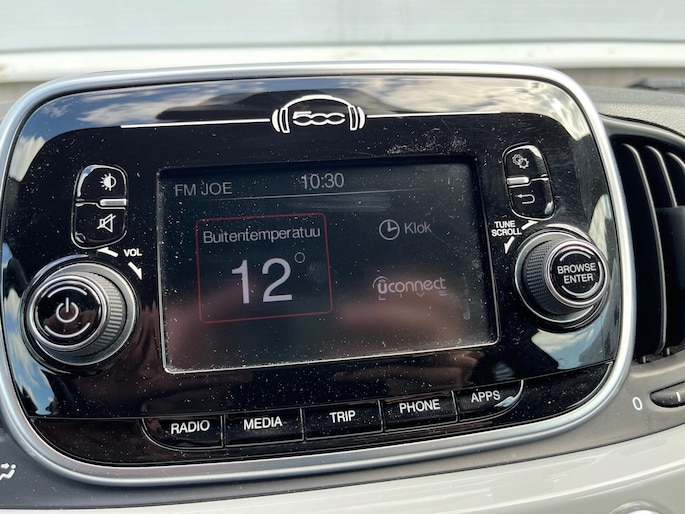 500
FM JOE 10:30
Buitentemperatuu
12°
Klok
uconnect
VOL
TUNE
SCROLL
BROWSE
ENTER
RADIO MEDIA TRIP PHONE APPS
0